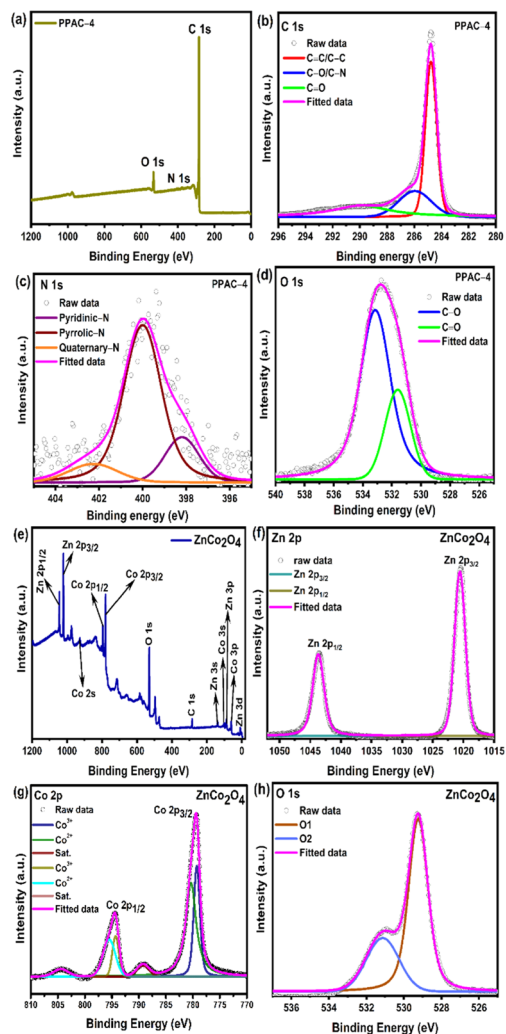 (a)
PPAC−4
C 1s
O 1s
N 1s
Intensity (a.u.)
1200 1000 800 600 400 200 0
Binding Energy (eV)
(b)
C 1s
PPAC−4
Raw data
C=C/C−C
C−O/C−N
C=O
Fitted data
Intensity (a.u.)
296 294 292 290 288 286 284 282 280
Binding energy (eV)
(c)
N 1s
PPAC−4
Raw data
Pyridinic−N
Pyrrolic−N
Quaternary−N
Fitted data
Intensity (a.u.)
404 402 400 398 396
Binding energy (eV)
(d)
O 1s
PPAC−4
Raw data
C−O
C=O
Fitted data
Intensity (a.u.)
540 539 537 535 533 531 529 527 525
Binding Energy (eV)
(e)
ZnCo2O4
Zn 2p1/2
Zn 2p3/2
Co 2p1/2
Co 2p3/2
Co 2s
O 1s
C 1s
Zn 3s
Co 3s
Zn 3p
Co 3p
Zn 3d
Intensity (a.u.)
1200 1000 800 600 400 200 0
Binding Energy (eV)
(f)
Zn 2p
ZnCo2O4
raw data
Zn 2p3/2
Zn 2p1/2
Fitted data
Zn 2p3/2
Zn 2p1/2
Intensity (a.u.)
1050 1045 1040 1035 1030 1025 1020 1015
Binding Energy (eV)
(g)
Co 2p
ZnCo2O4
Raw data
Co3+
Co2+
Sat.
Co3+
Co2+
Sat.
Fitted data
Co 2p3/2
Co 2p1/2
Intensity (a.u.)
810 805 800 795 790 785 780 775 770
Binding Energy (eV)
(h)
O 1s
ZnCo2O4
Raw data
O1
O2
Fitted data
Intensity (a.u.)
536 534 532 530 528 526
Binding Energy (eV)